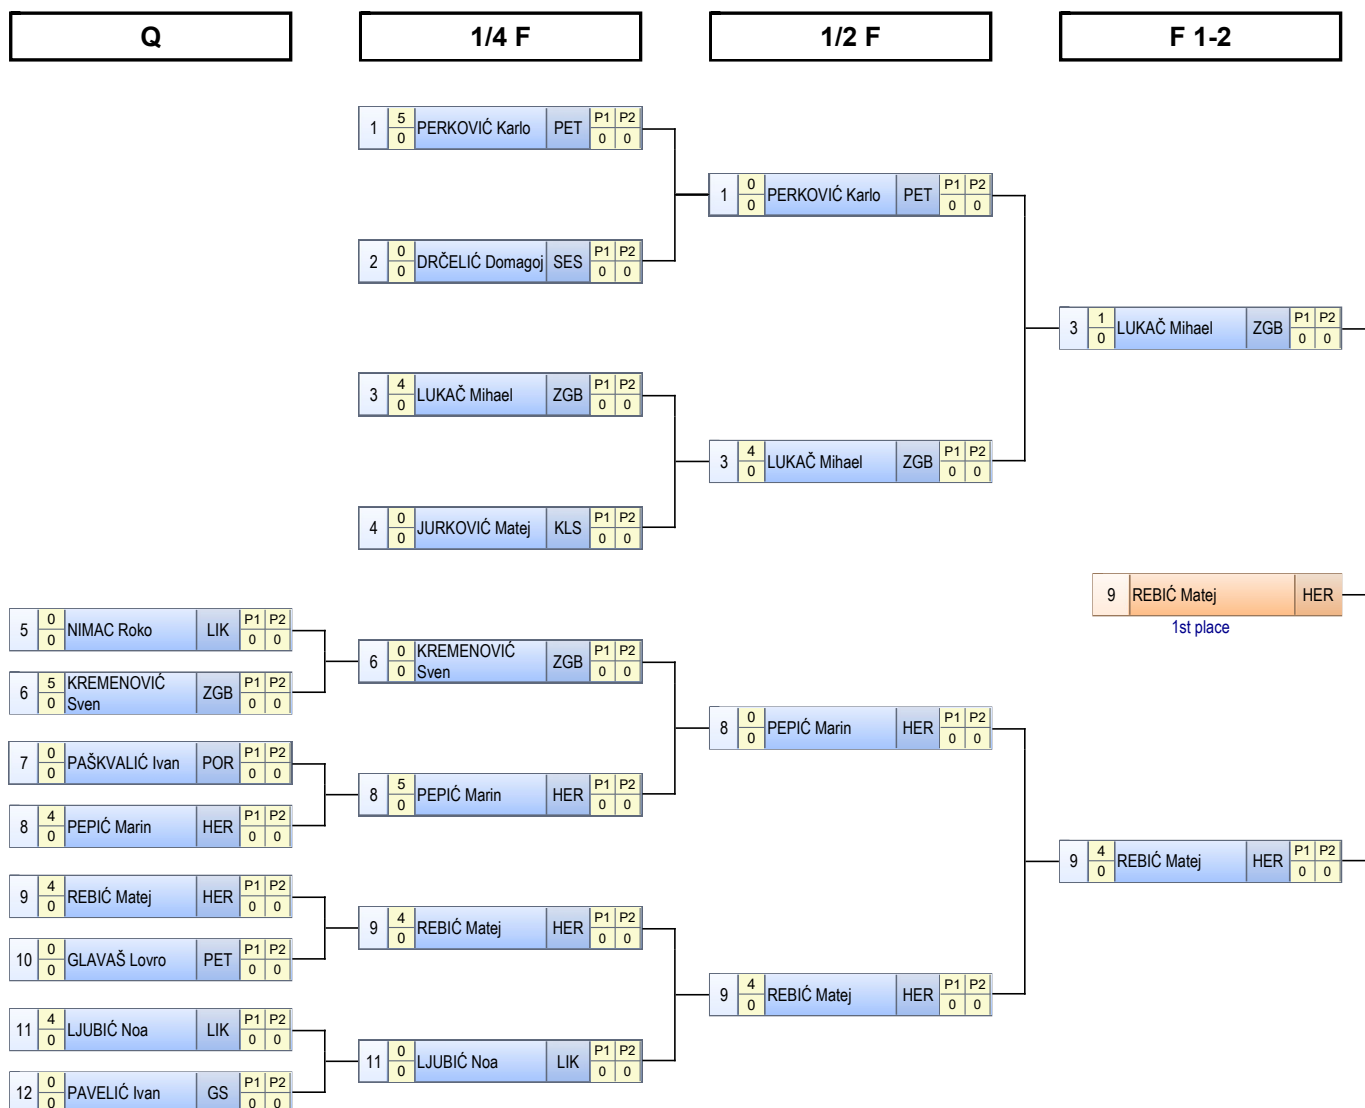 Q 1/4 F 1/2 F F 1-2
1 5 0 PERKOVIĆ Karlo PET P1 P2 0 0
2 0 0 DRČELIĆ Domagoj SES P1 P2 0 0
3 4 0 LUKAČ Mihael ZGB P1 P2 0 0
4 0 0 JURKOVIĆ Matej KLS P1 P2 0 0
5 0 0 NIMAC Roko LIK P1 P2 0 0
6 5 0 KREMENOVIĆ Sven ZGB P1 P2 0 0
7 0 0 PAŠKVALIĆ Ivan POR P1 P2 0 0
8 4 0 PEPIĆ Marin HER P1 P2 0 0
9 4 0 REBIĆ Matej HER P1 P2 0 0
10 0 0 GLAVAŠ Lovro PET P1 P2 0 0
11 4 0 LJUBIĆ Noa LIK P1 P2 0 0
12 0 0 PAVELIĆ Ivan GS P1 P2 0 0
6 0 0 KREMENOVIĆ Sven ZGB P1 P2 0 0
8 5 0 PEPIĆ Marin HER P1 P2 0 0
9 4 0 REBIĆ Matej HER P1 P2 0 0
11 0 0 LJUBIĆ Noa LIK P1 P2 0 0
1 0 0 PERKOVIĆ Karlo PET P1 P2 0 0
3 4 0 LUKAČ Mihael ZGB P1 P2 0 0
8 0 0 PEPIĆ Marin HER P1 P2 0 0
9 4 0 REBIĆ Matej HER P1 P2 0 0
3 1 0 LUKAČ Mihael ZGB P1 P2 0 0
9 REBIĆ Matej HER
1st place
9 4 0 REBIĆ Matej HER P1 P2 0 0